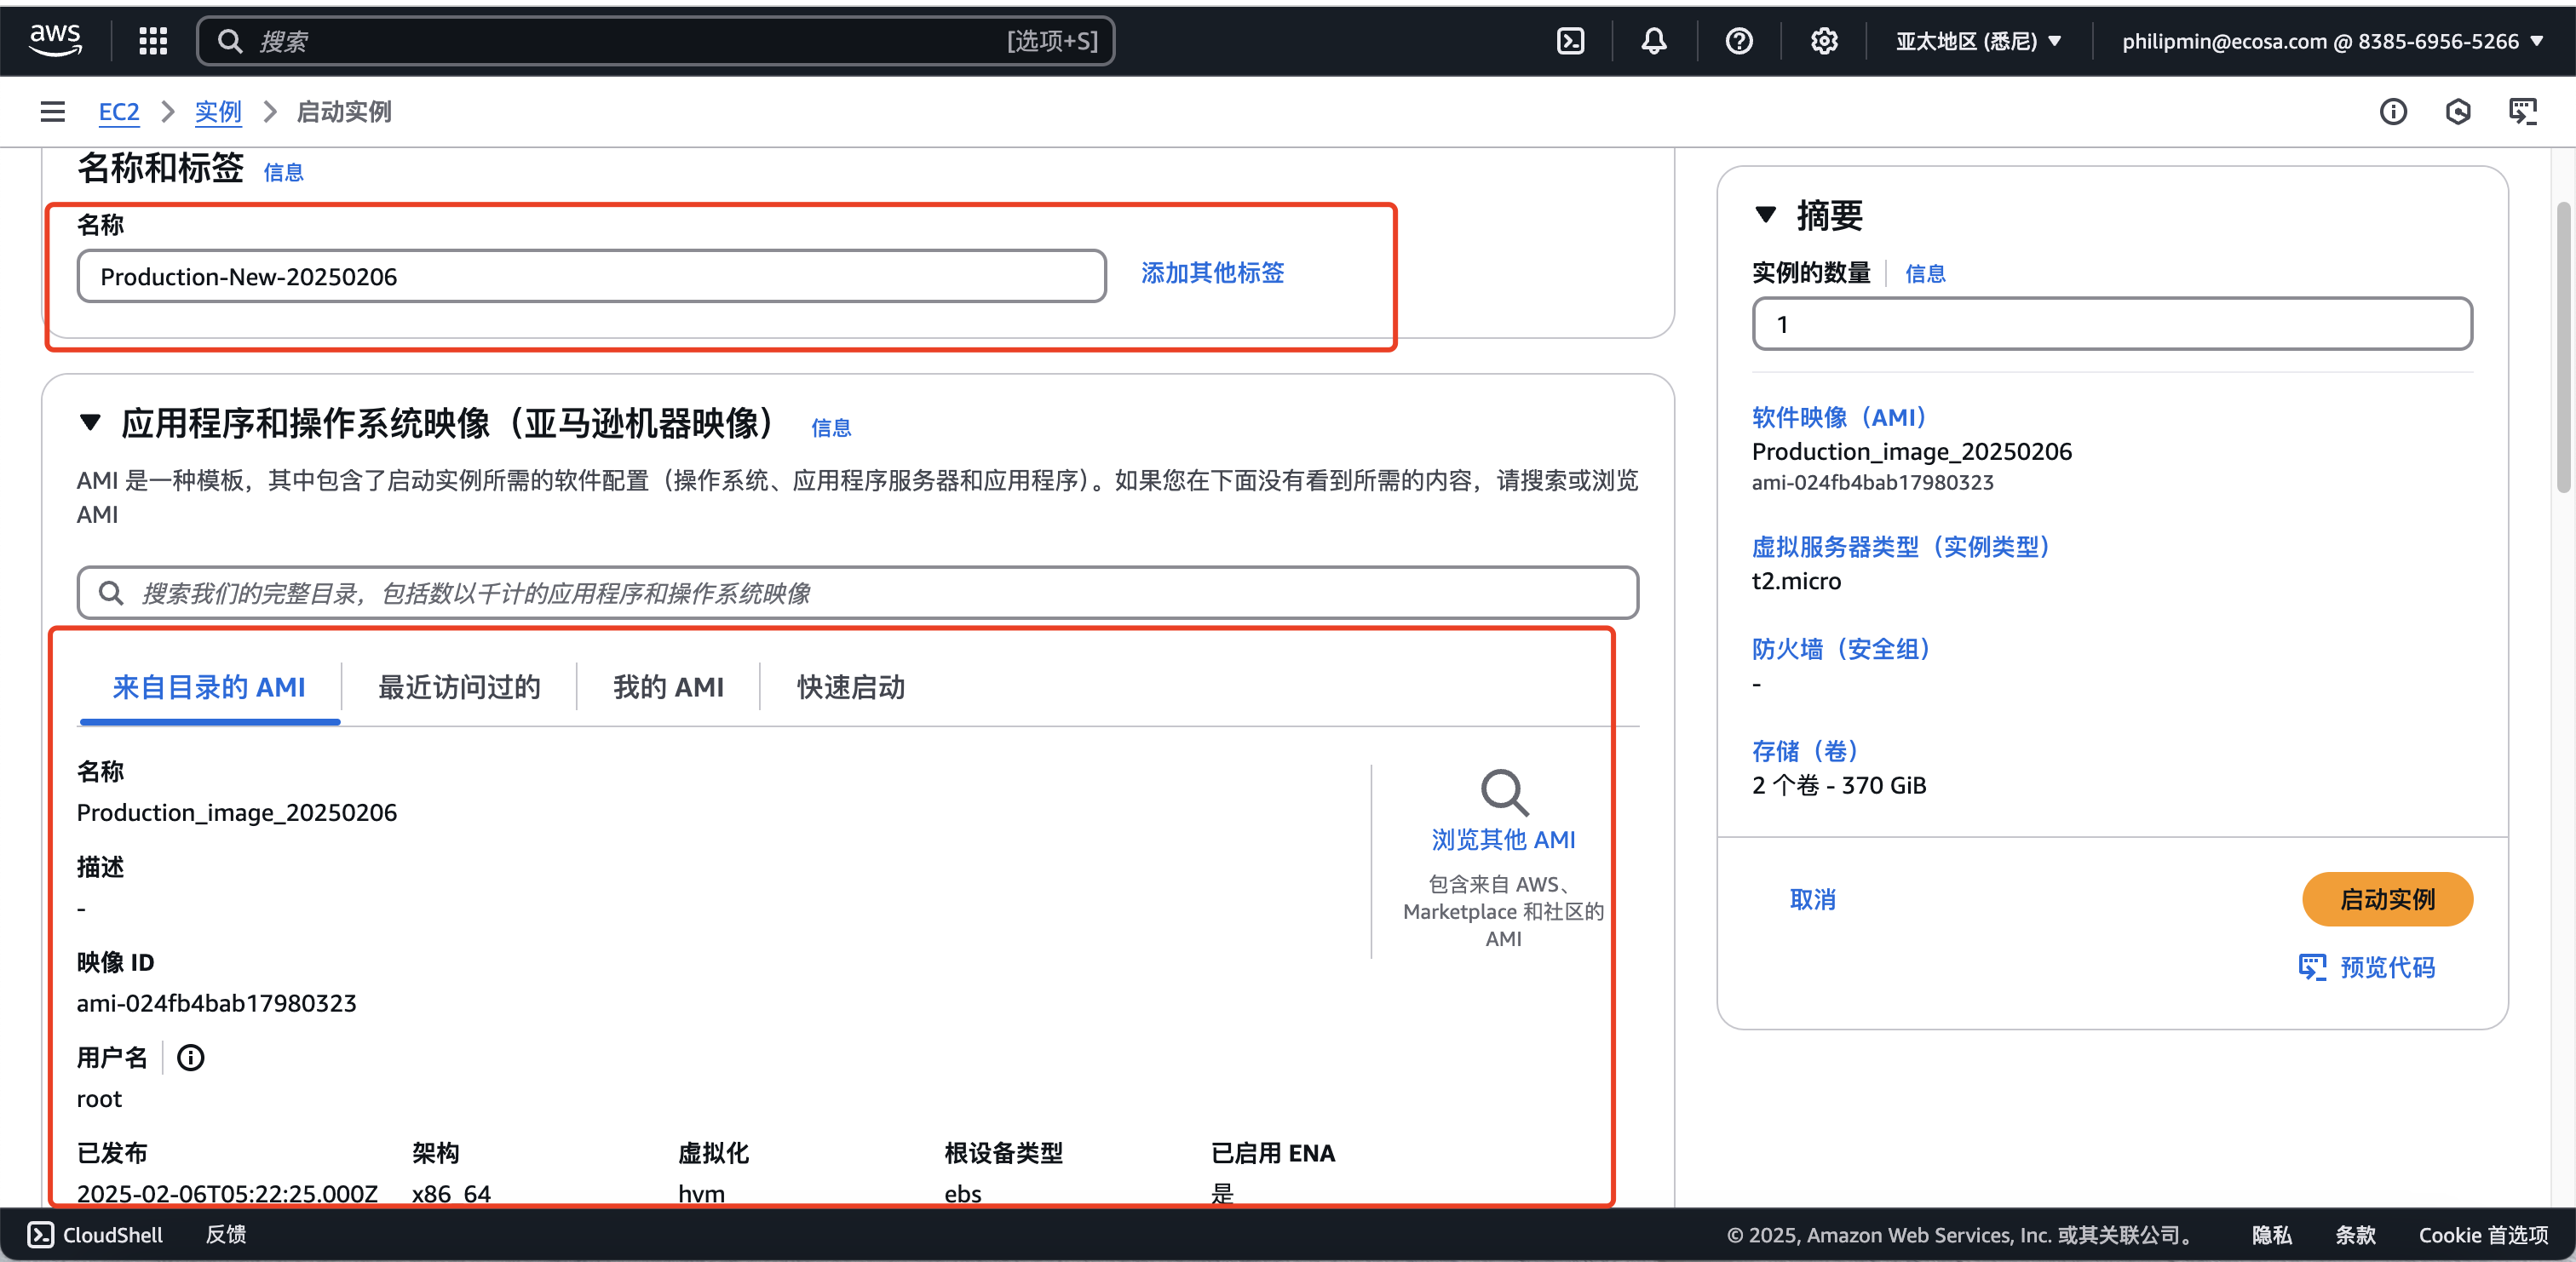 aws
搜索
[选项+S]
亚太地区 (悉尼)
philipmin@ecosa.com @ 8385-6956-5266
EC2
实例
启动实例
名称和标签
信息
名称
Production-New-20250206
添加其他标签
应用程序和操作系统映像（亚马逊机器映像）
信息
AMI 是一种模板，其中包含了启动实例所需的软件配置（操作系统、应用程序服务器和应用程序）。如果您在下面没有看到所需的内容，请搜索或浏览
AMI
搜索我们的完整目录，包括数以千计的应用程序和操作系统映像
来自目录的 AMI
最近访问过的
我的 AMI
快速启动
名称
Production_image_20250206
描述
-
映像 ID
ami-024fb4bab17980323
用户名
root
已发布
架构
虚拟化
根设备类型
已启用 ENA
2025-02-06T05:22:25.000Z
x86_64
hvm
ebs
是
浏览其他 AMI
包含来自 AWS、
Marketplace 和社区的
AMI
摘要
实例的数量
信息
1
软件映像（AMI）
Production_image_20250206
ami-024fb4bab17980323
虚拟服务器类型（实例类型）
t2.micro
防火墙（安全组）
-
存储（卷）
2 个卷 - 370 GiB
取消
启动实例
预览代码
CloudShell
反馈
© 2025, Amazon Web Services, Inc. 或其关联公司。
隐私
条款
Cookie 首选项